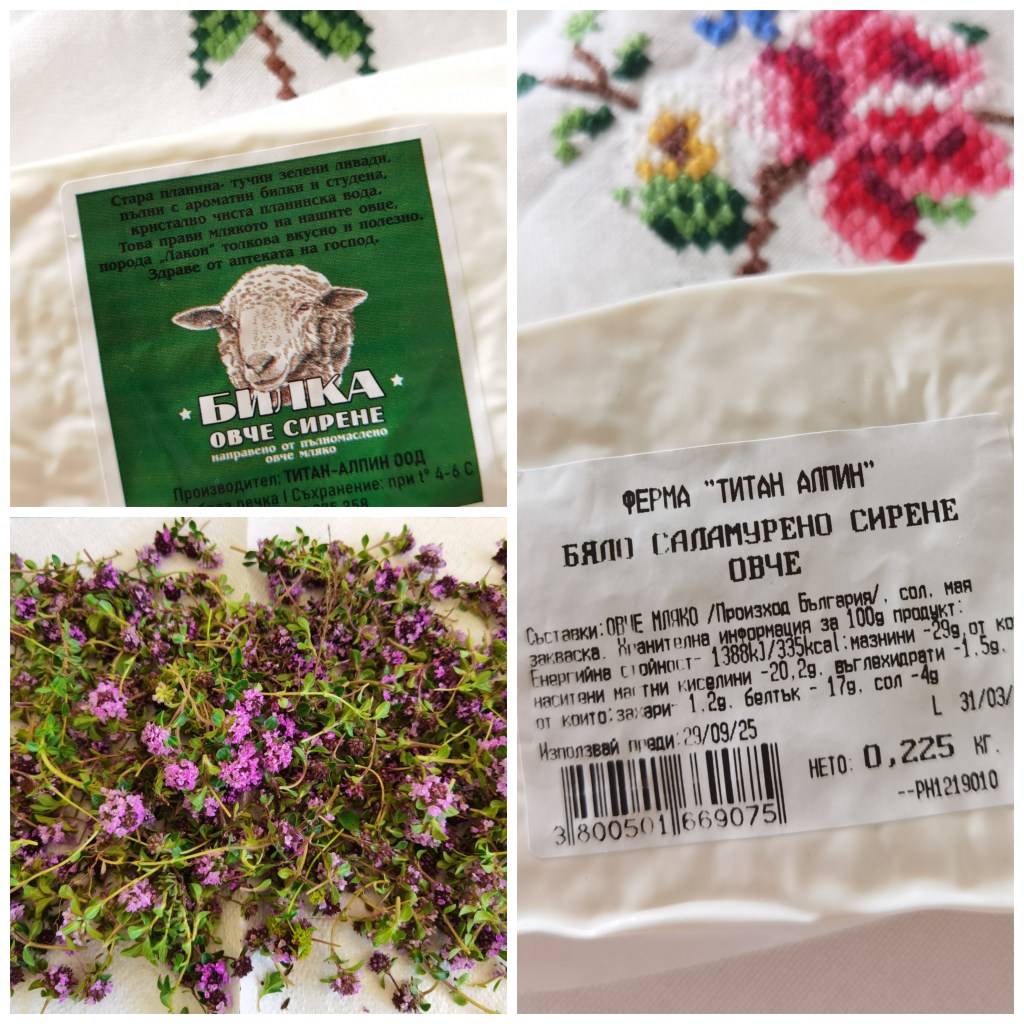 Стара планина- тучни зелени ливади,
пълни с ароматни билки и студена,
кристално чиста планинска вода.
Това прави млякото на нашите овце,
порода „Лакон" толкова вкусно и полезно.
Здраве от аптеката на господ.
БИЛКА
ОВЧЕ СИРЕНЕ
направено от пълномаслено
овче мляко
Производител: ТИТАН-АЛПИН ООД
речка | Съхранение: при t° 4-6 C
ФЕРМА "ТИТАН АЛПИН"
БЯЛО САЛАМУРЕНО СИРЕНЕ
ОВЧЕ
Съставки: ОВЧЕ МЛЯКО /Произход България/, сол, мая
закваска. Хранителна информация за 100g продукт:
Енергийна стойност- 1388kJ/335kcal; мазнини -29g, от ко
наситени мастни киселини -20,2g, въглехидрати -1.5g,
от които: захари- 1.2g, белтък - 17g, сол -4g
L 31/03/
Използвай преди: 29/09/25
НЕТО: 0,225 КГ.
--PH1219010
3 800501 669075